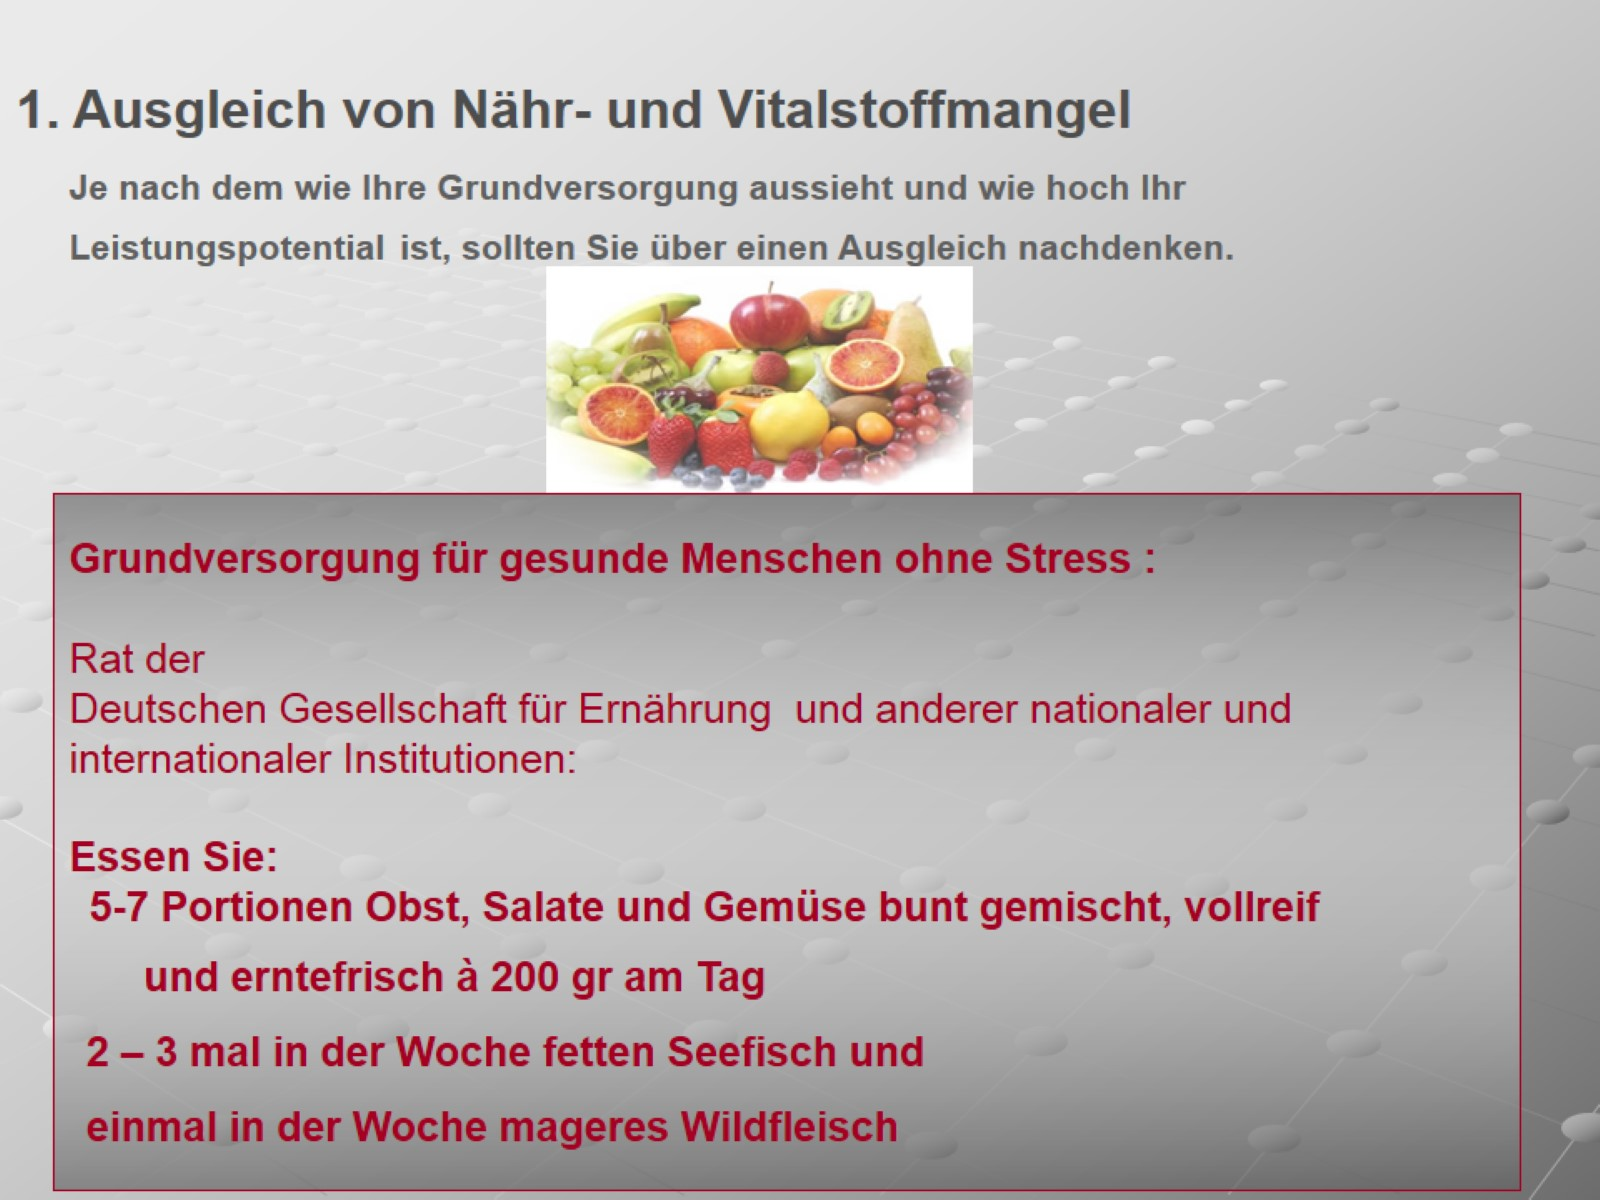 1. Ausgleich von Nähr- und Vitalstoffmangel
Je nach dem wie Ihre Grundversorgung aussieht und wie hoch Ihr
Leistungspotential ist, sollten Sie über einen Ausgleich nachdenken.
Grundversorgung für gesunde Menschen ohne Stress :
Rat der
Deutschen Gesellschaft für Ernährung und anderer nationaler und
internationaler Institutionen:
Essen Sie:
5-7 Portionen Obst, Salate und Gemüse bunt gemischt, vollreif
und erntefrisch à 200 gr am Tag
2 – 3 mal in der Woche fetten Seefisch und
einmal in der Woche mageres Wildfleisch